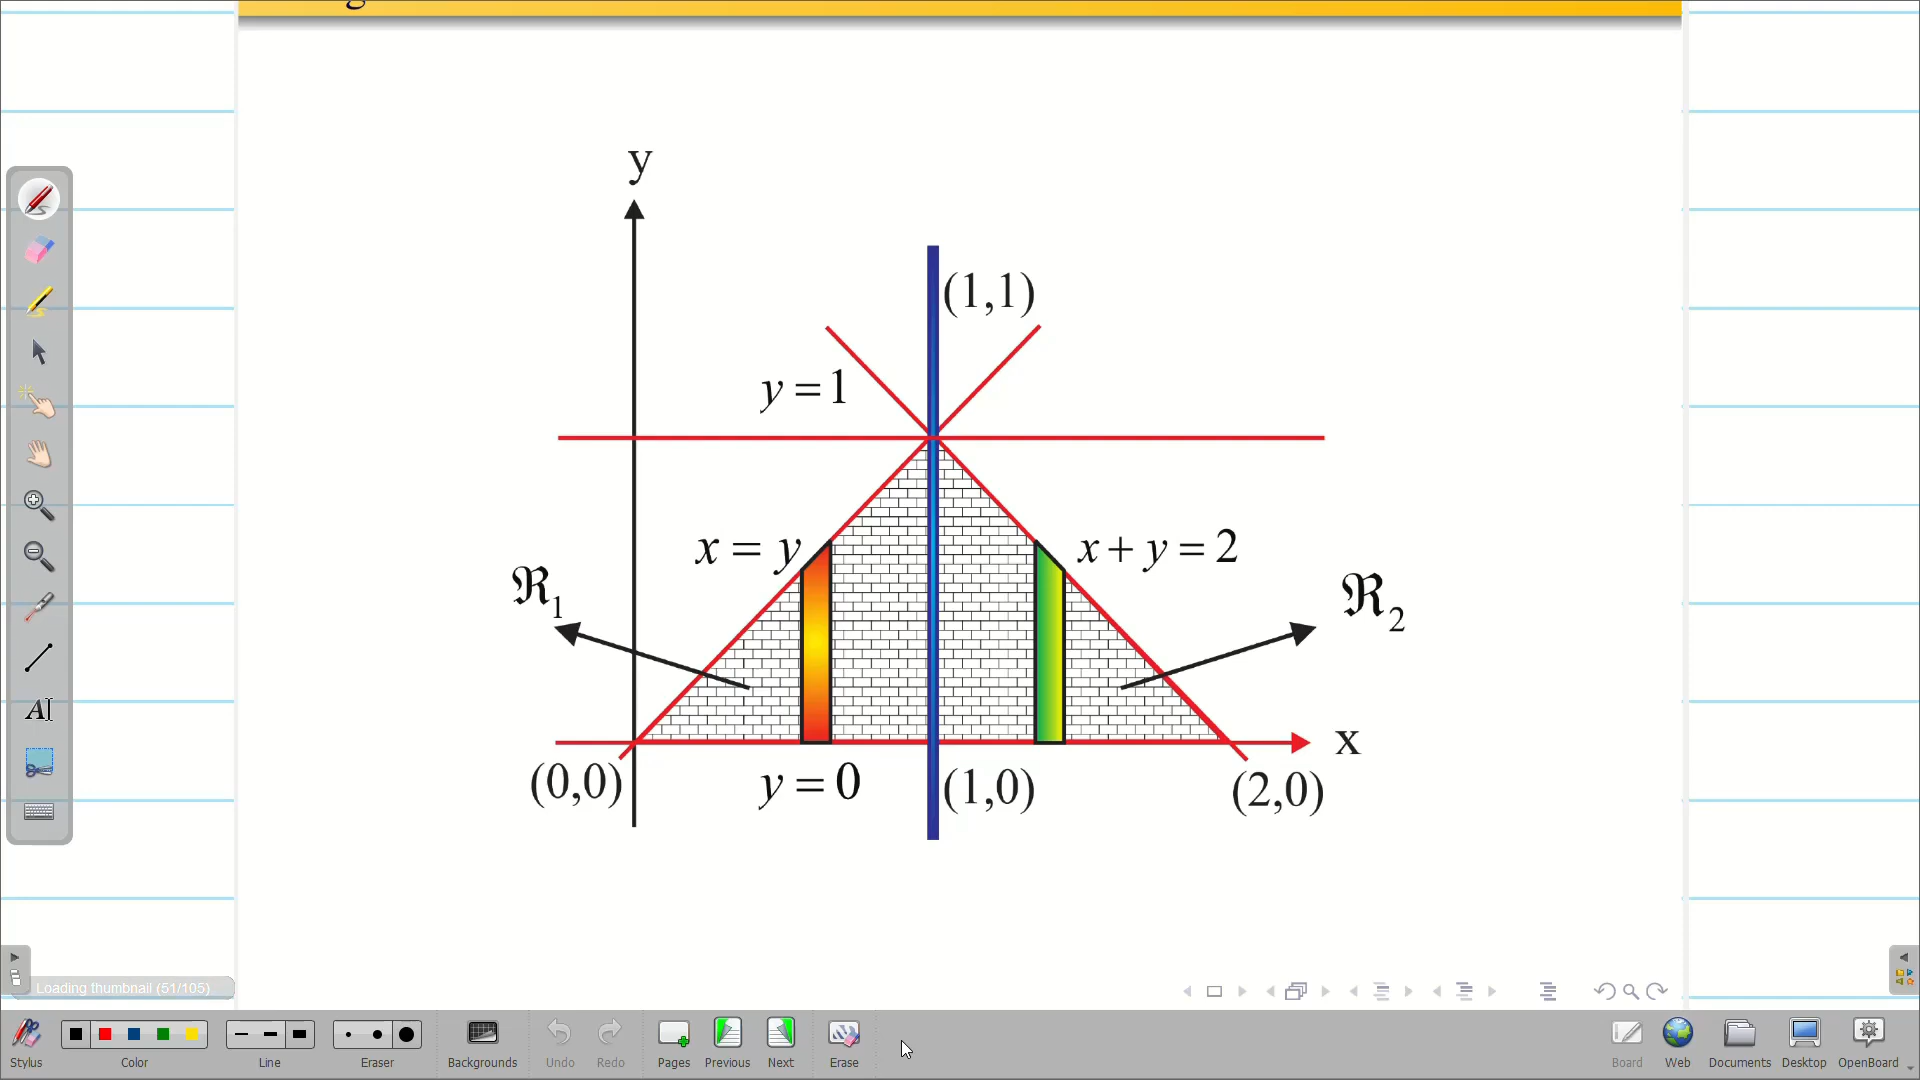 y
(1,1)
y = 1
x = y
x + y = 2
ℜ1
ℜ2
x
(0,0)
y = 0
(1,0)
(2,0)
Loading thumbnail (51/105)
Stylus
Color
Line
Eraser
Backgrounds
Undo
Redo
Pages
Previous
Next
Erase
Board
Web
Documents
Desktop
OpenBoard